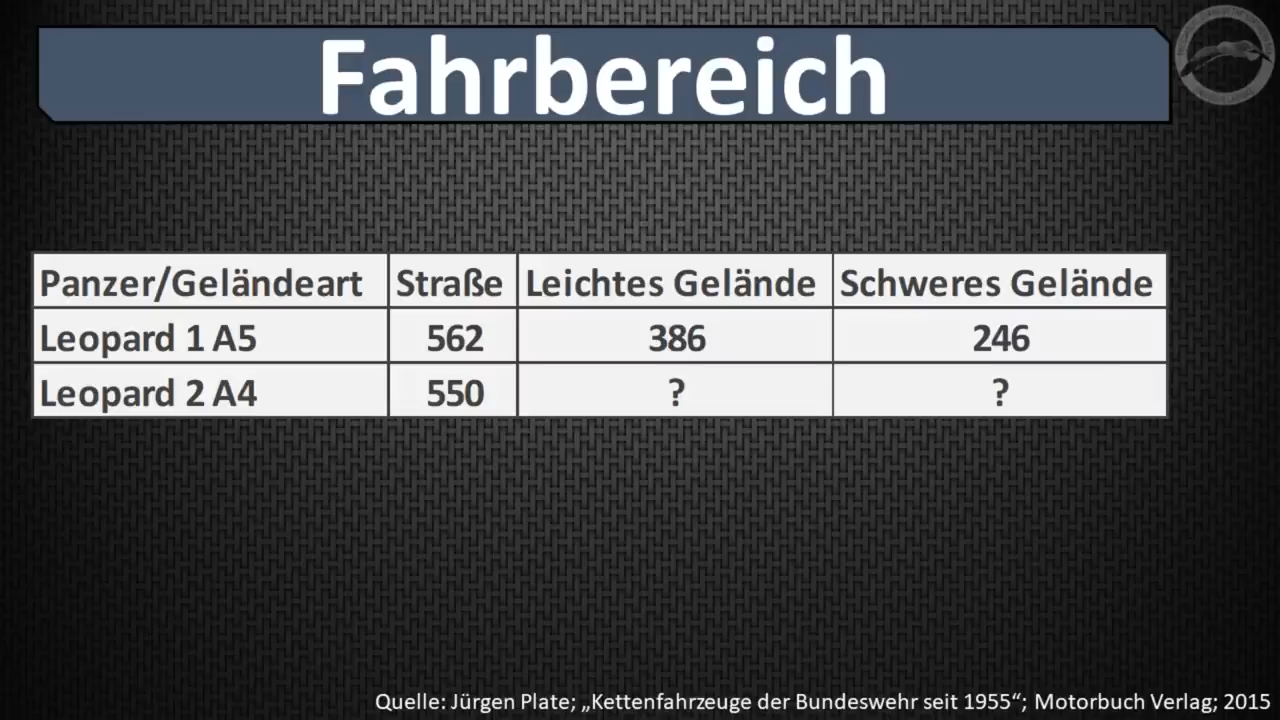 Fahrbereich
Panzer/Geländeart Straße Leichtes Gelände Schweres Gelände
Leopard 1 A5 562 386 246
Leopard 2 A4 550 ? ?
Quelle: Jürgen Plate; „Kettenfahrzeuge der Bundeswehr seit 1955“; Motorbuch Verlag; 2015